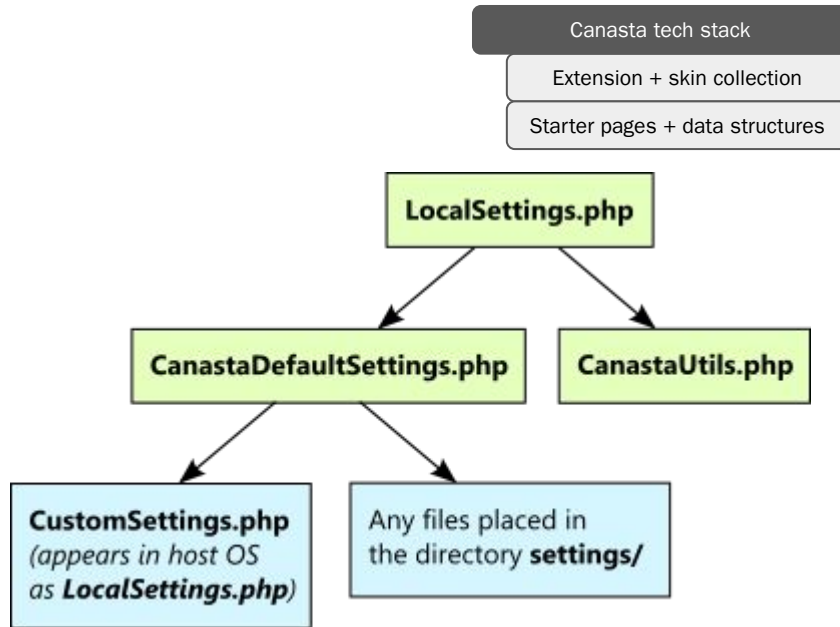 Canasta tech stack
Extension + skin collection
Starter pages + data structures
LocalSettings.php
CanastaDefaultSettings.php
CanastaUtils.php
CustomSettings.php
(appears in host OS
as LocalSettings.php)
Any files placed in
the directory settings/